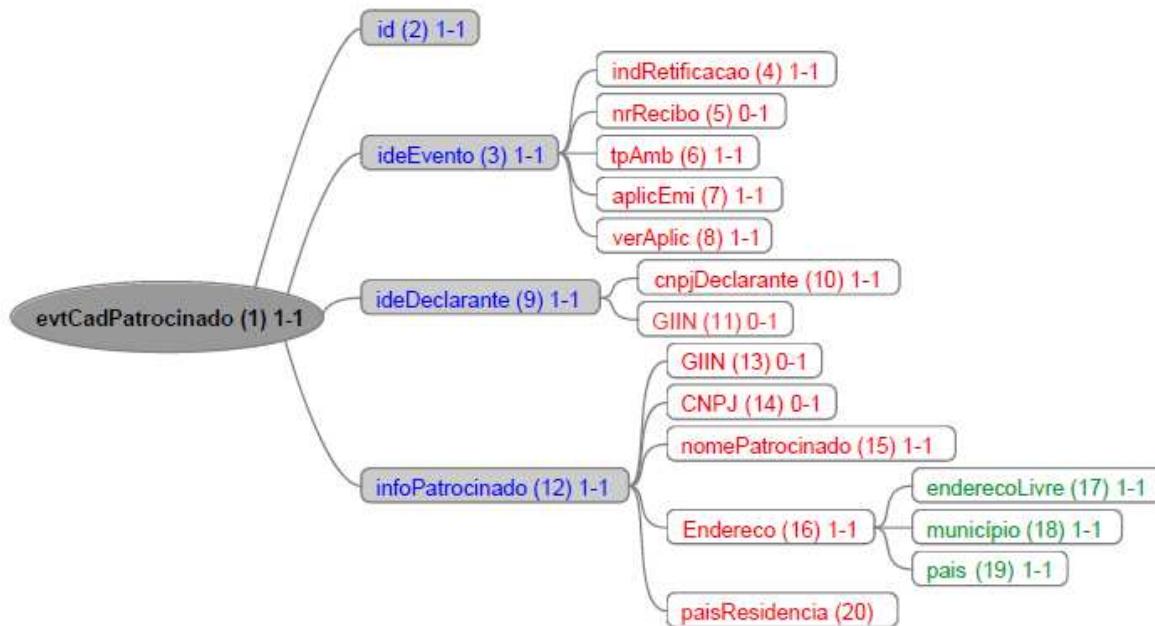 id (2) 1-1
indRetificacao (4) 1-1
nrRecibo (5) 0-1
ideEvento (3) 1-1
tpAmb (6) 1-1
aplicEmi (7) 1-1
verAplic (8) 1-1
evtCadPatrocinado (1) 1-1
ideDeclarante (9) 1-1
cnpjDeclarante (10) 1-1
GIIN (11) 0-1
GIIN (13) 0-1
CNPJ (14) 0-1
nomePatrocinado (15) 1-1
infoPatrocinado (12) 1-1
Endereco (16) 1-1
enderecoLivre (17) 1-1
município (18) 1-1
pais (19) 1-1
paisResidencia (20)